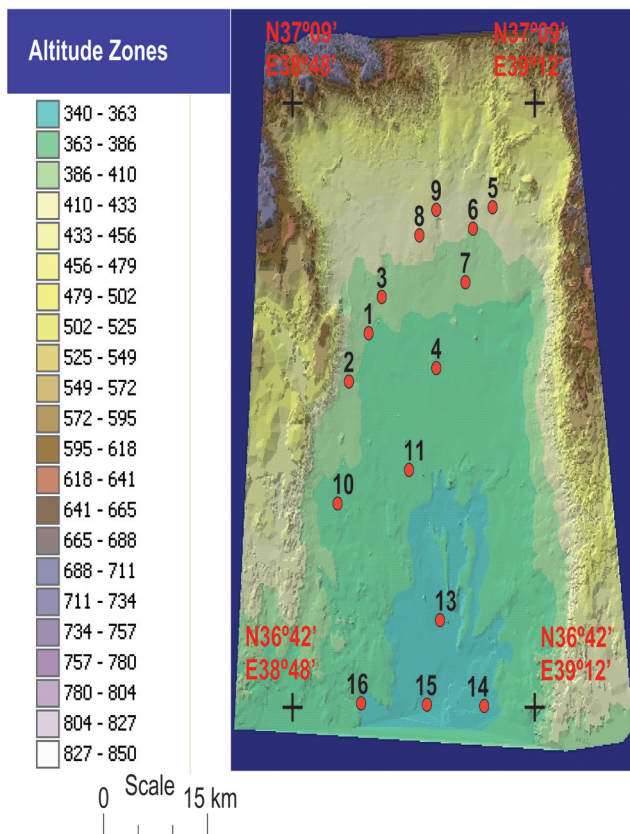 Altitude Zones
340 - 363
363 - 386
386 - 410
410 - 433
433 - 456
456 - 479
479 - 502
502 - 525
525 - 549
549 - 572
572 - 595
595 - 618
618 - 641
641 - 665
665 - 688
688 - 711
711 - 734
734 - 757
757 - 780
780 - 804
804 - 827
827 - 850
Scale
0 15 km
N37º09’ N37º09’
E38º48’ E39º12’
9 5
8 6
7
3
1
4
2
11
10
13
N36º42’ N36º42’
E38º48’ E39º12’
16 15 14